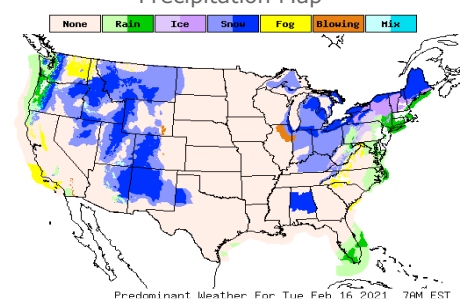 Precipitation Map
None Rain Ice Snow Fog Blowing Mix
Predominant Weather For Tue Feb 16 2021 7AM EST